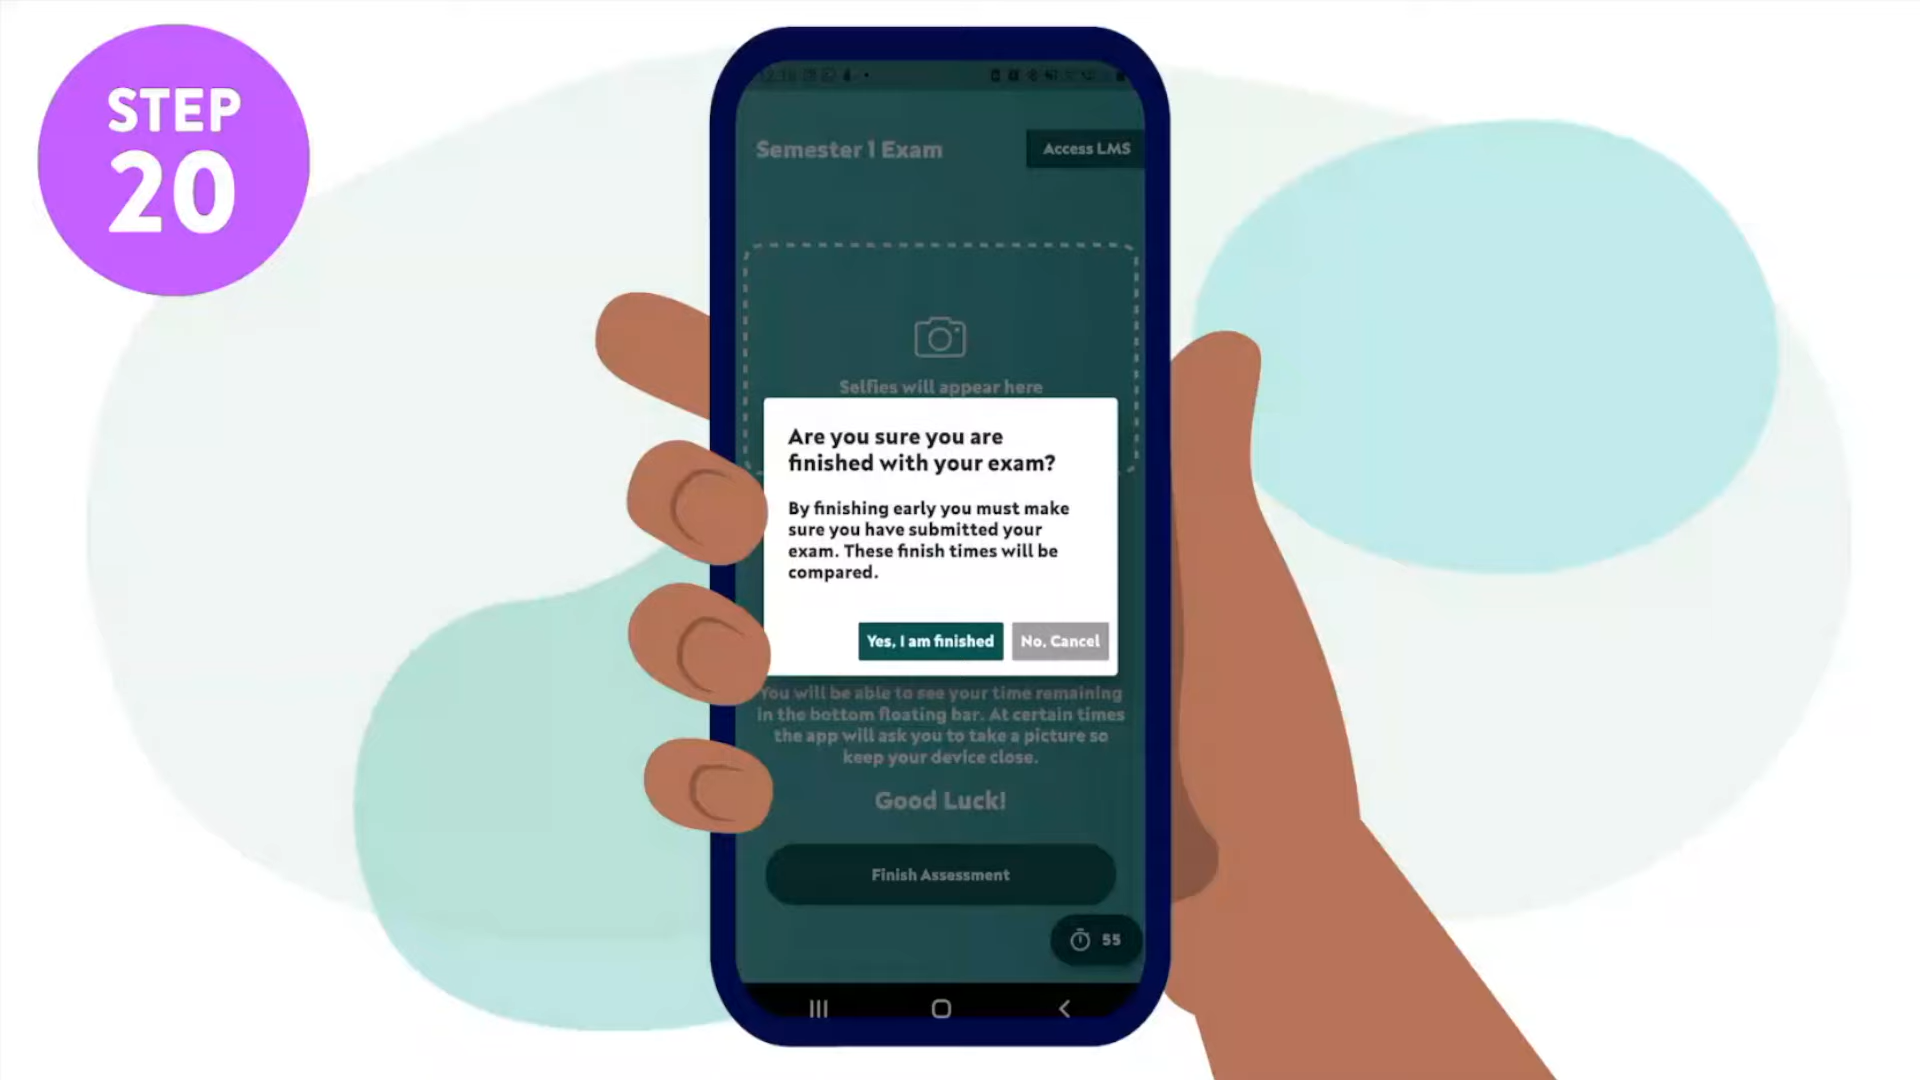 STEP
20
Semester 1 Exam
Access LMS
Selfies will appear here
Are you sure you are
finished with your exam?
By finishing early you must make
sure you have submitted your
exam. These finish times will be
compared.
Yes, I am finished
No, Cancel
You will be able to see your time remaining
in the bottom floating bar. At certain times
the app will ask you to take a picture so
keep your device close.
Good Luck!
Finish Assessment
55